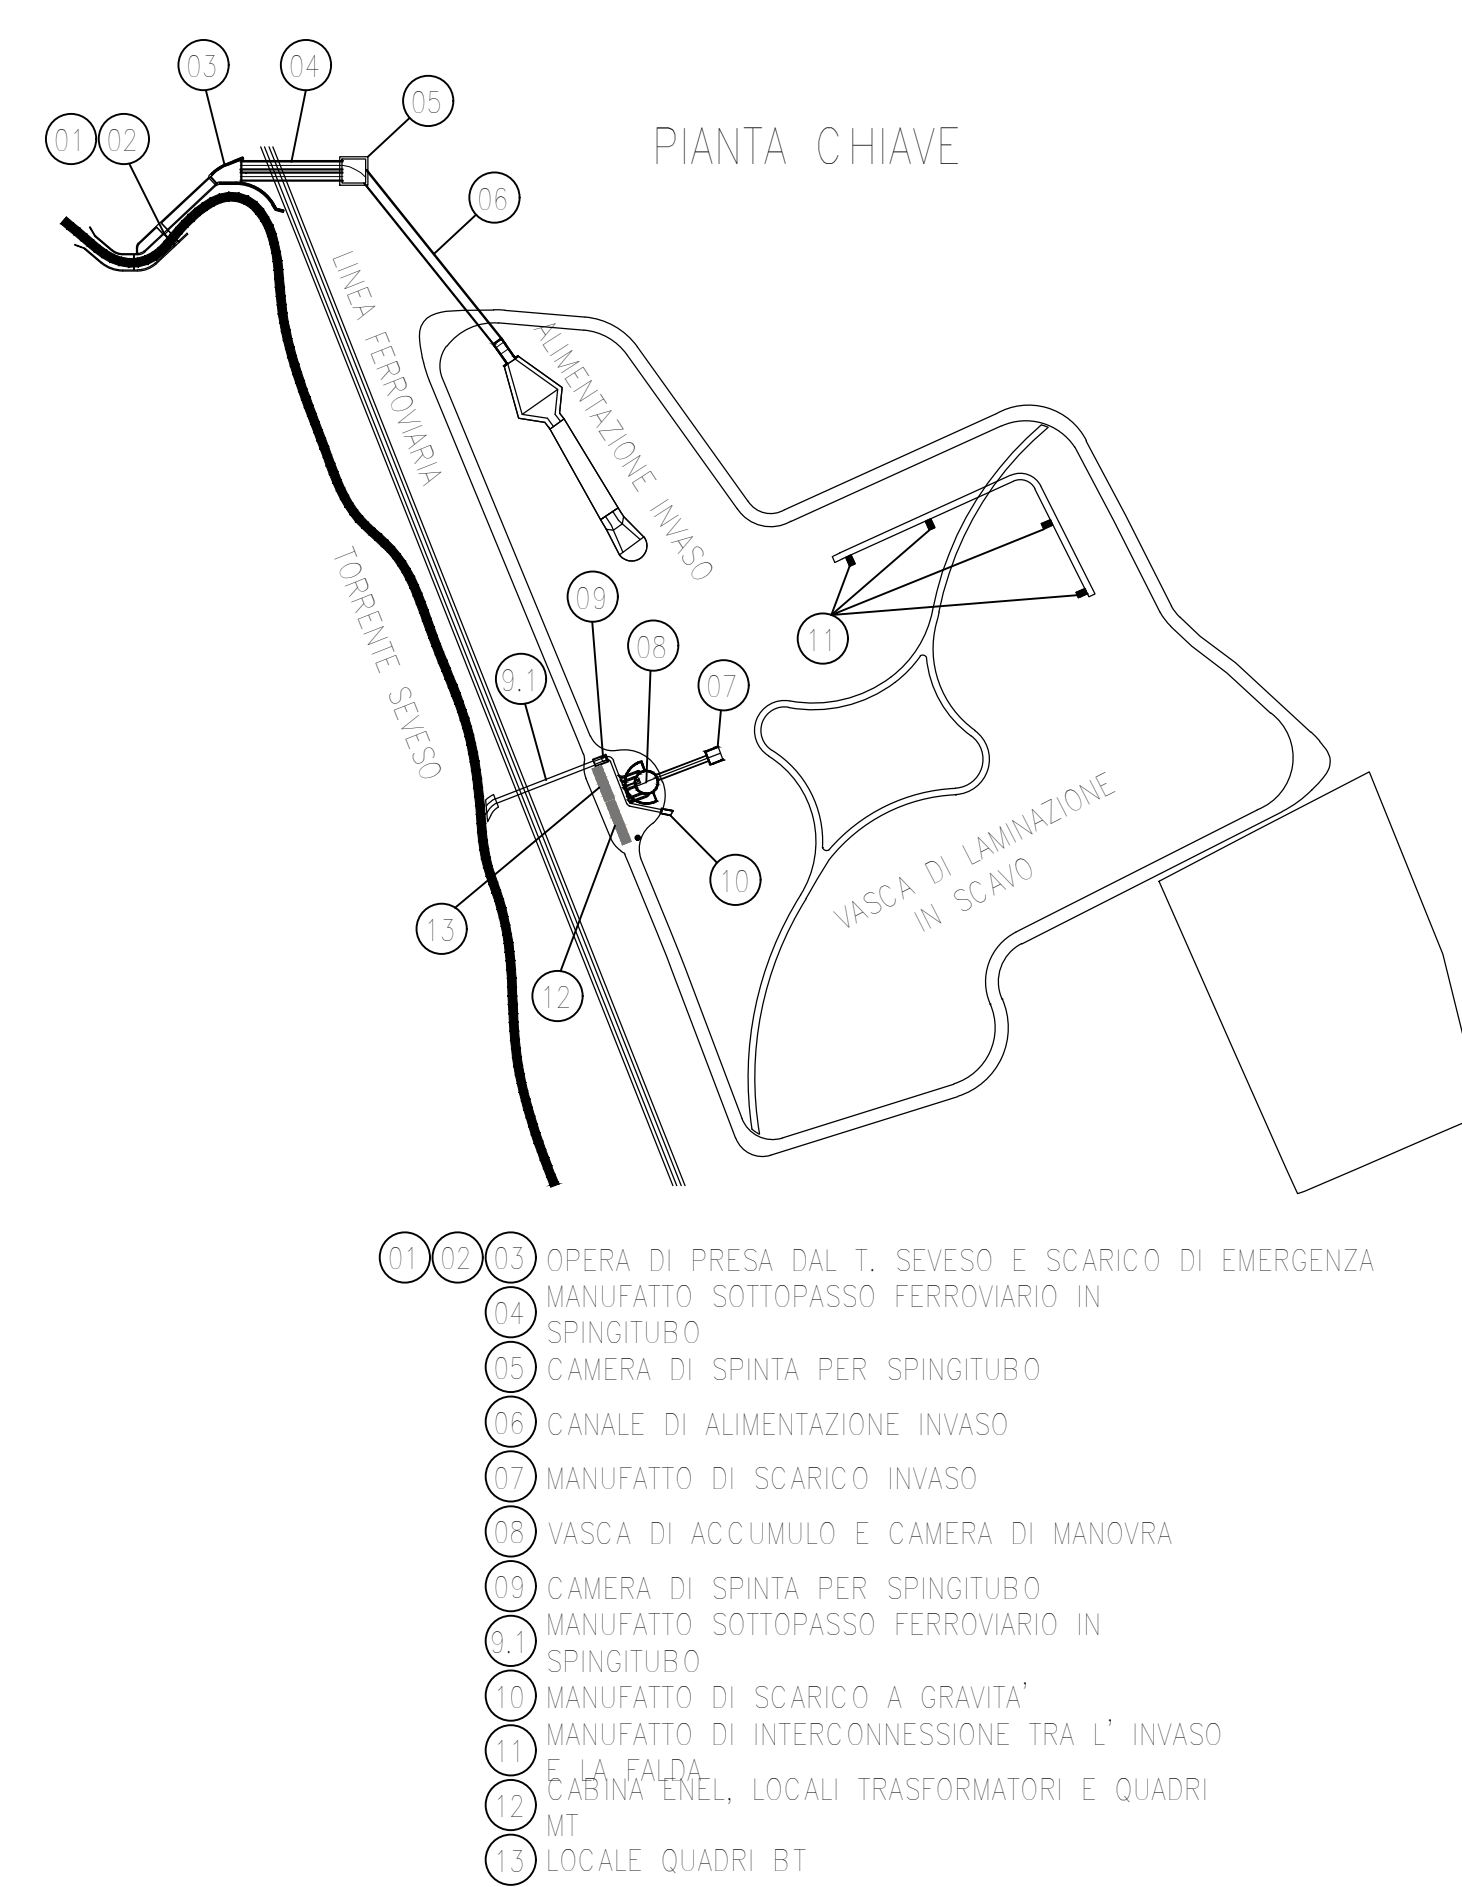 PIANTA CHIAVE
03
04
05
01
02
06
LINEA FERROVIARIA
ALIMENTAZIONE INVASO
TORRENTE SEVESO
09
08
11
9.1
07
VASCA DI LAMINAZIONE
IN SCAVO
10
13
12
01 02 03 OPERA DI PRESA DAL T. SEVESO E SCARICO DI EMERGENZA
04 MANUFATTO SOTTOPASSO FERROVIARIO IN
SPINGITUBO
05 CAMERA DI SPINTA PER SPINGITUBO
06 CANALE DI ALIMENTAZIONE INVASO
07 MANUFATTO DI SCARICO INVASO
08 VASCA DI ACCUMULO E CAMERA DI MANOVRA
09 CAMERA DI SPINTA PER SPINGITUBO
9.1 MANUFATTO SOTTOPASSO FERROVIARIO IN
SPINGITUBO
10 MANUFATTO DI SCARICO A GRAVITA'
11 MANUFATTO DI INTERCONNESSIONE TRA L' INVASO
E LA FALDA
12 CABINA ENEL, LOCALI TRASFORMATORI E QUADRI
MT
13 LOCALE QUADRI BT